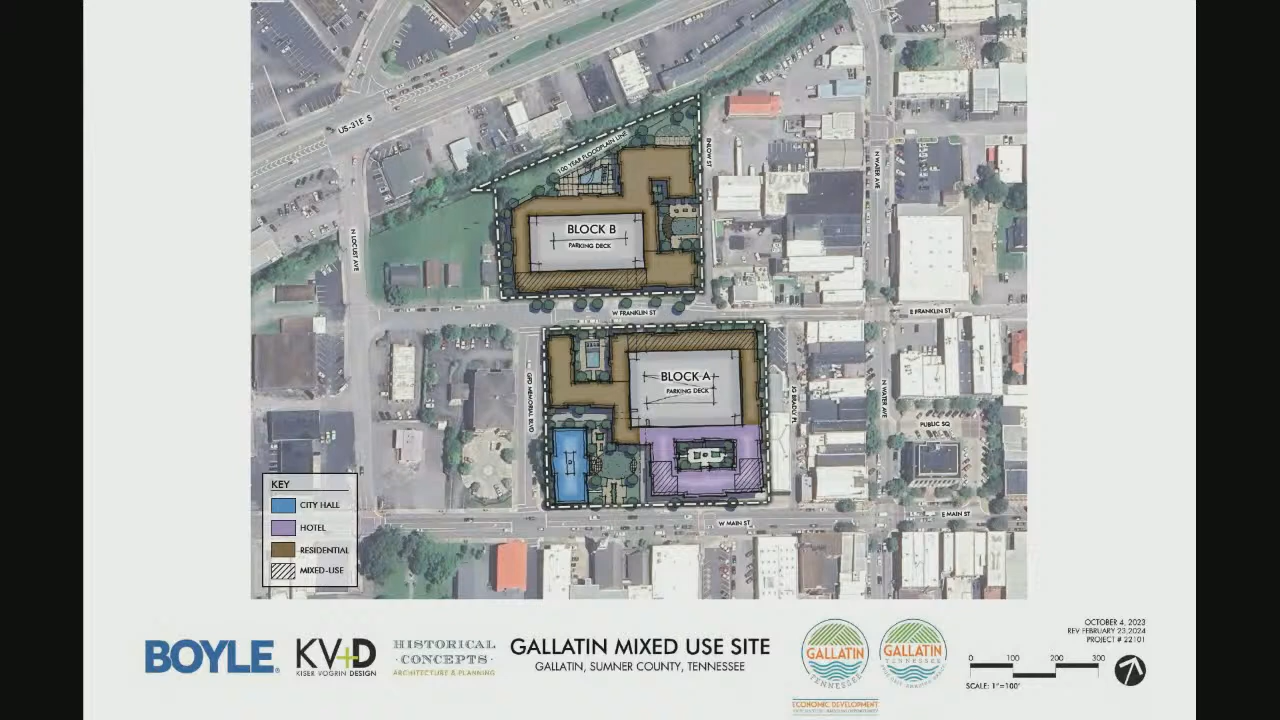 US-31E S
100 YEAR FLOODPLAIN LINE
N WATER AVE
N LOCUST AVE
BLOCK B
PARKING DECK
W FRANKLIN ST
E FRANKLIN ST
BLOCK A
PARKING DECK
N WATER AVE
PUBLIC SQ
W MAIN ST
E MAIN ST
KEY
CITY HALL
HOTEL
RESIDENTIAL
MIXED-USE
BOYLE
KV+D
KISER VOGRIN DESIGN
HISTORICAL
·CONCEPTS·
ARCHITECTURE & PLANNING
GALLATIN MIXED USE SITE
GALLATIN, SUMNER COUNTY, TENNESSEE
GALLATIN
TENNESSEE
ECONOMIC DEVELOPMENT
GALLATIN
TENNESSEE
OCTOBER 4, 2023
REV FEBRUARY 23,2024
PROJECT # 22101
0 100 200 300
SCALE: 1"=100'